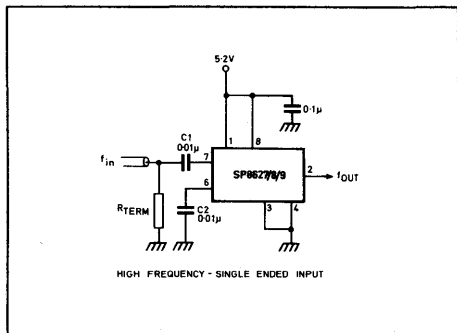 5·2V
0·1μ
1
8
C1
0·01μ
fin
7
SP8627/8/9
2
fOUT
6
RTERM
C2
0·01μ
3
4
HIGH FREQUENCY - SINGLE ENDED INPUT